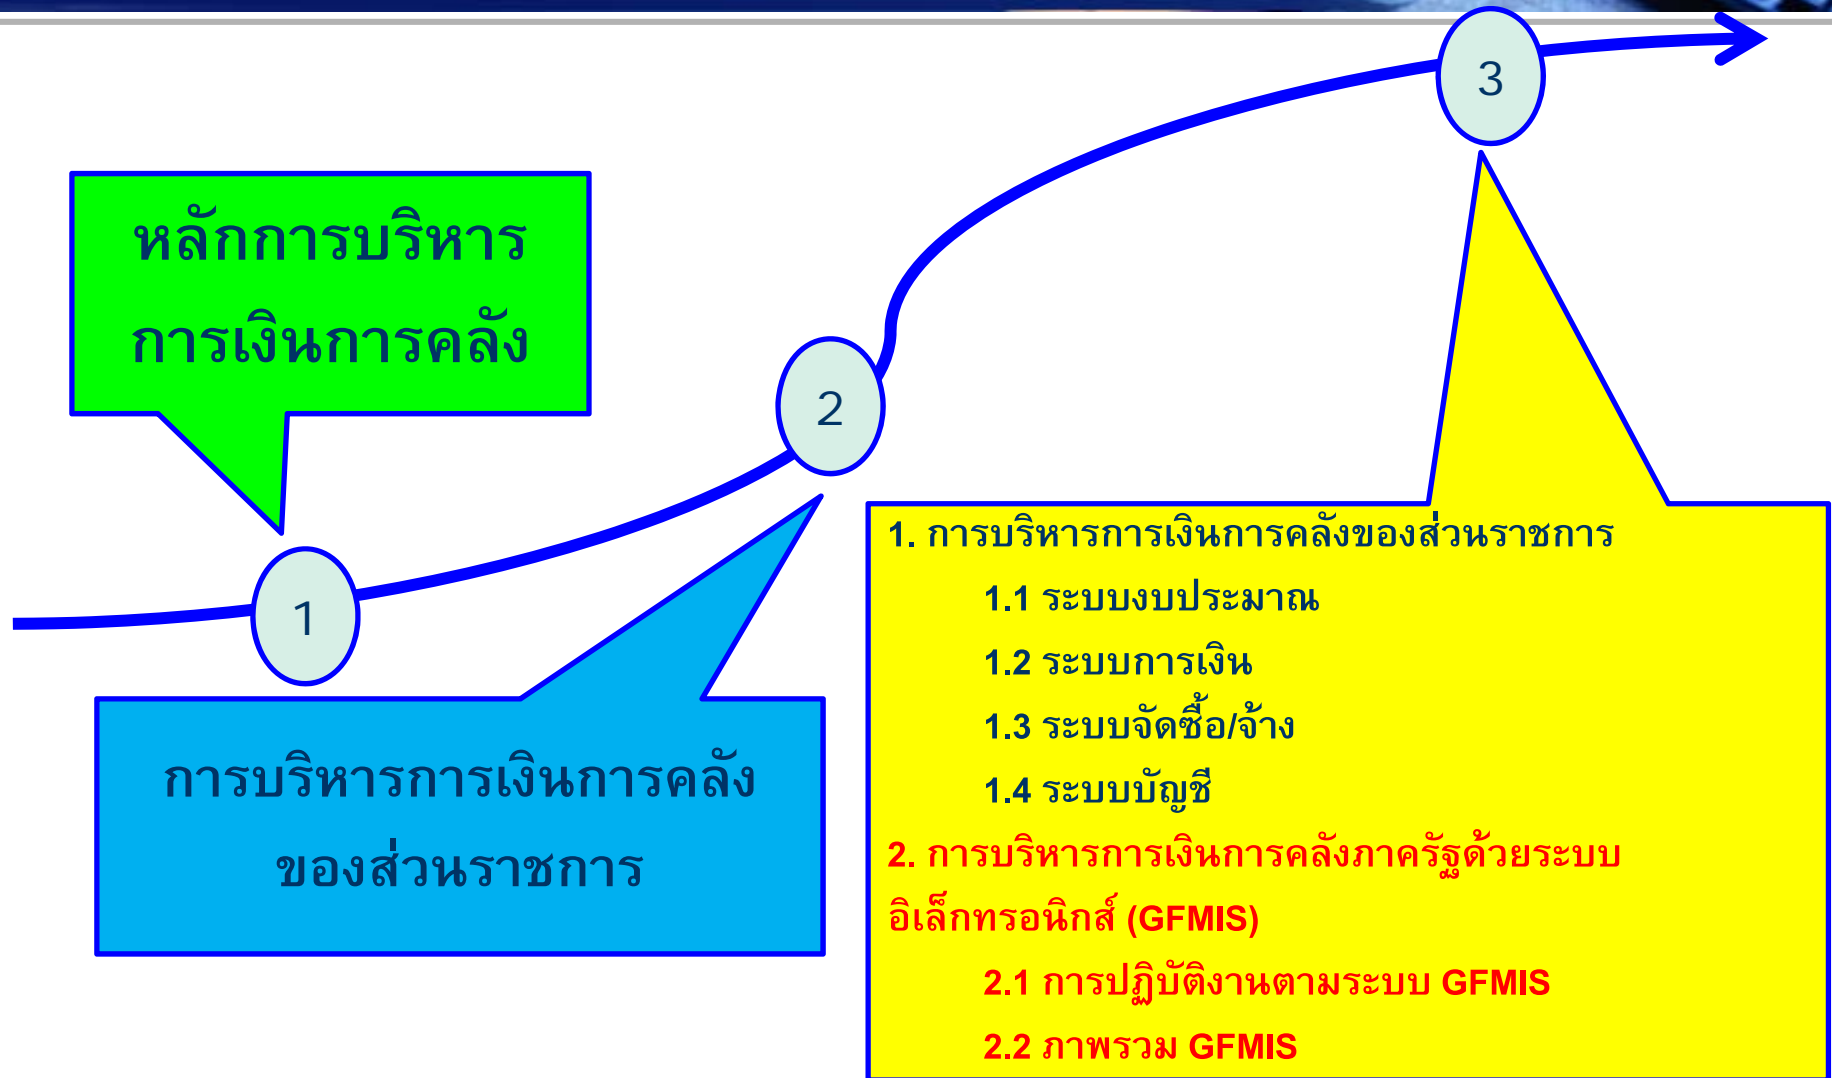 3
หลักการบริหาร
การเงินการคลัง
2
1
การบริหารการเงินการคลัง
ของส่วนราชการ
1. การบริหารการเงินการคลังของส่วนราชการ
1.1 ระบบงบประมาณ
1.2 ระบบการเงิน
1.3 ระบบจัดซื้อ/จ้าง
1.4 ระบบบัญชี
2. การบริหารการเงินการคลังภาครัฐด้วยระบบ
อิเล็กทรอนิกส์ (GFMIS)
2.1 การปฏิบัติงานตามระบบ GFMIS
2.2 ภาพรวม GFMIS